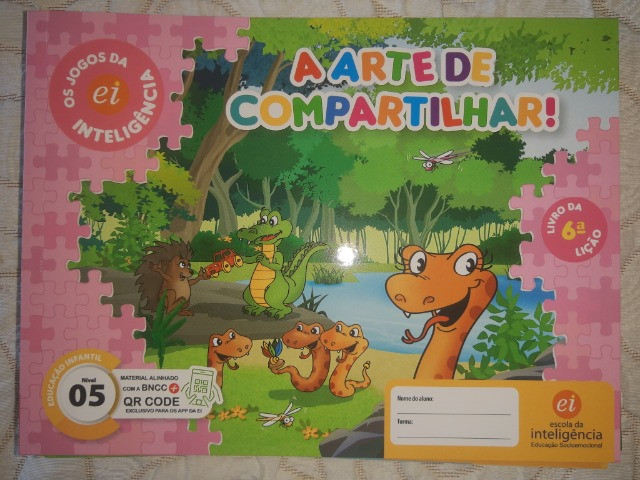 OS JOGOS DA
ei
INTELIGÊNCIA
A ARTE DE
COMPARTILHAR!
LIVRO DA
6ª
LIÇÃO
EDUCAÇÃO INFANTIL
Nível
05
MATERIAL ALINHADO
COM A BNCC +
QR CODE
EXCLUSIVO PARA OS APP DA EI
Nome do aluno:
Turma:
ei
escola da
inteligência
Educação Socioemocional